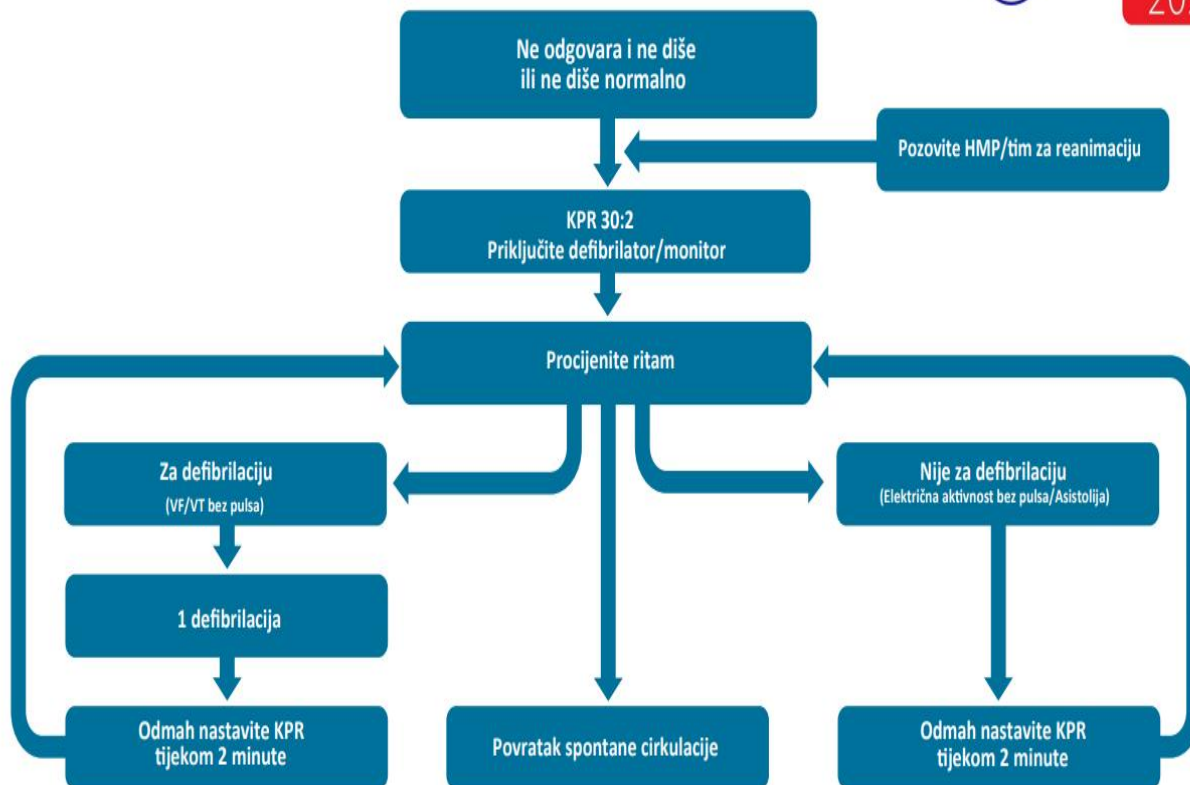 Ne odgovara i ne diše
ili ne diše normalno
Pozovite HMP/tim za reanimaciju
KPR 30:2
Priključite defibrilator/monitor
Procijenite ritam
Za defibrilaciju
(VF/VT bez pulsa)
Nije za defibrilaciju
(Električna aktivnost bez pulsa/Asistolija)
1 defibrilacija
Odmah nastavite KPR
tijekom 2 minute
Povratak spontane cirkulacije
Odmah nastavite KPR
tijekom 2 minute